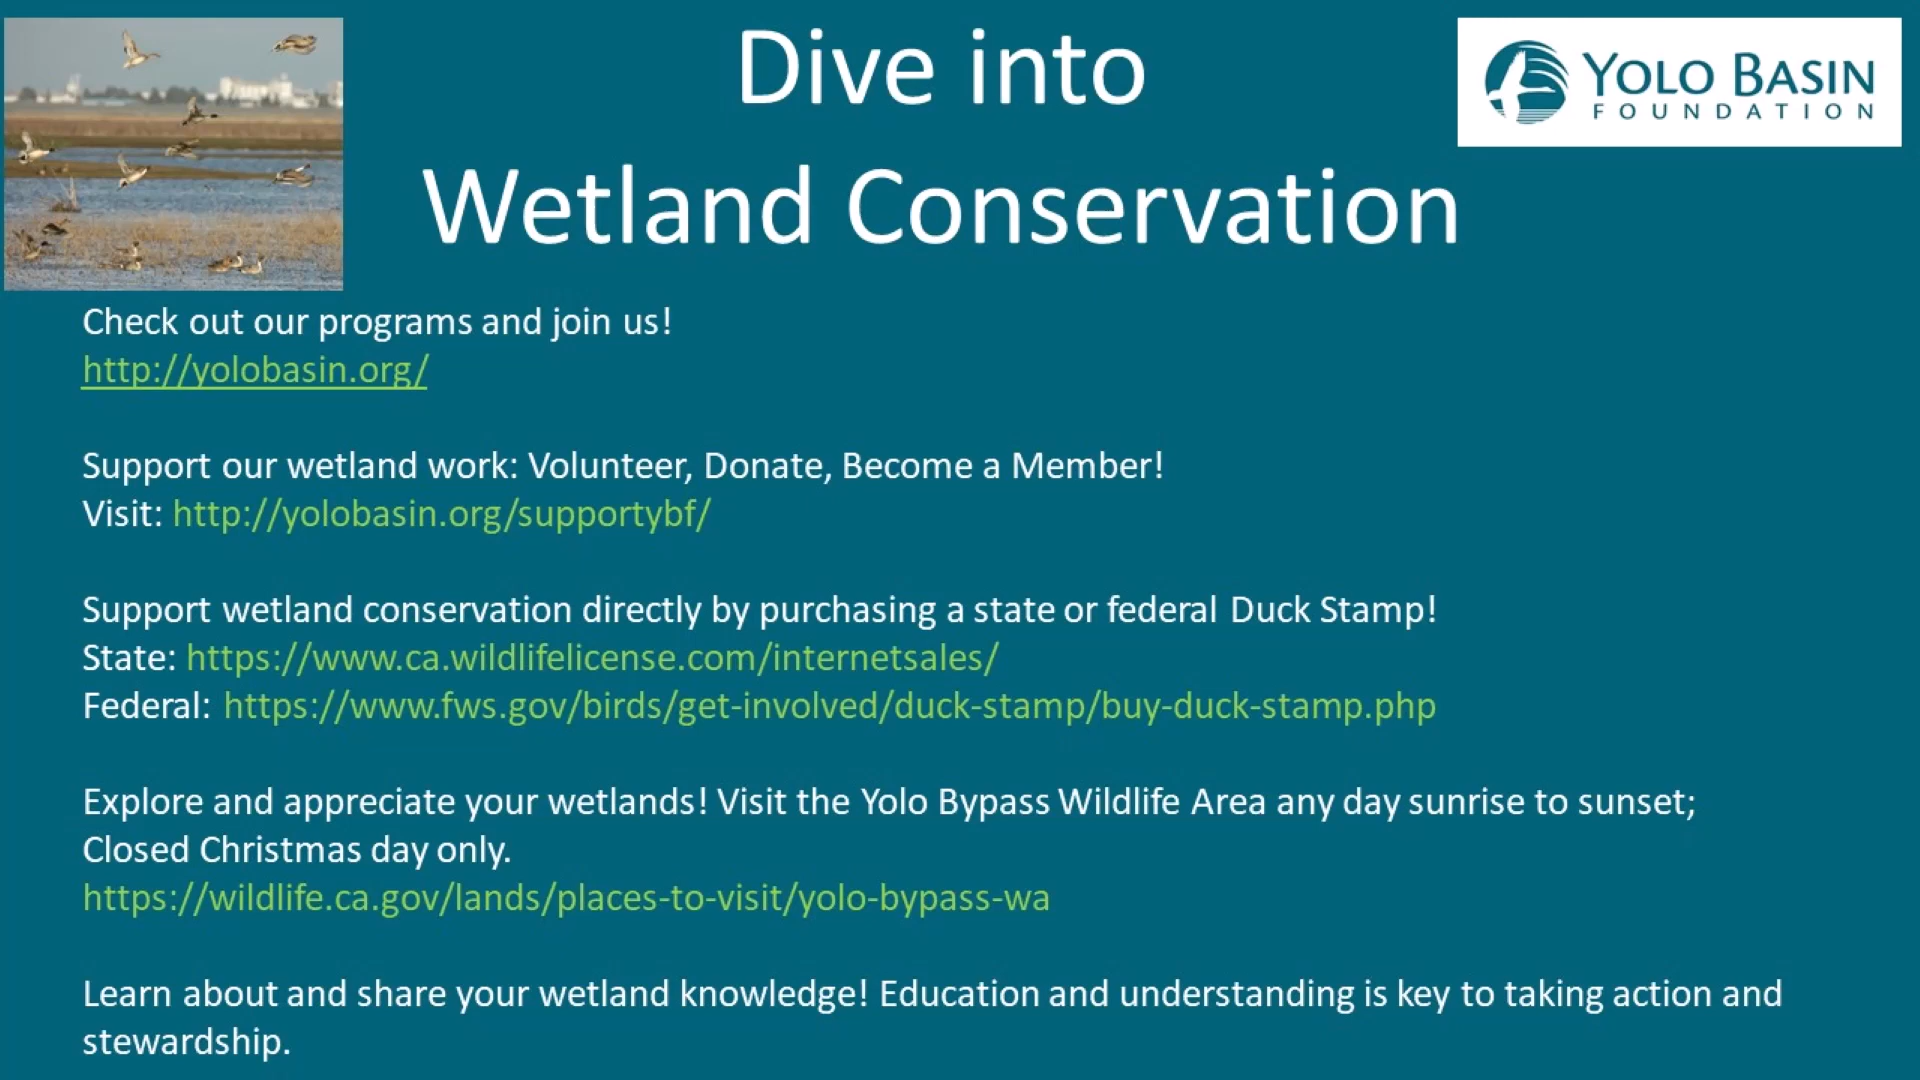 Dive into
Wetland Conservation
YOLO BASIN
FOUNDATION
Check out our programs and join us!
http://yolobasin.org/
Support our wetland work: Volunteer, Donate, Become a Member!
Visit: http://yolobasin.org/supportybf/
Support wetland conservation directly by purchasing a state or federal Duck Stamp!
State: https://www.ca.wildlifelicense.com/internetsales/
Federal: https://www.fws.gov/birds/get-involved/duck-stamp/buy-duck-stamp.php
Explore and appreciate your wetlands! Visit the Yolo Bypass Wildlife Area any day sunrise to sunset;
Closed Christmas day only.
https://wildlife.ca.gov/lands/places-to-visit/yolo-bypass-wa
Learn about and share your wetland knowledge! Education and understanding is key to taking action and
stewardship.